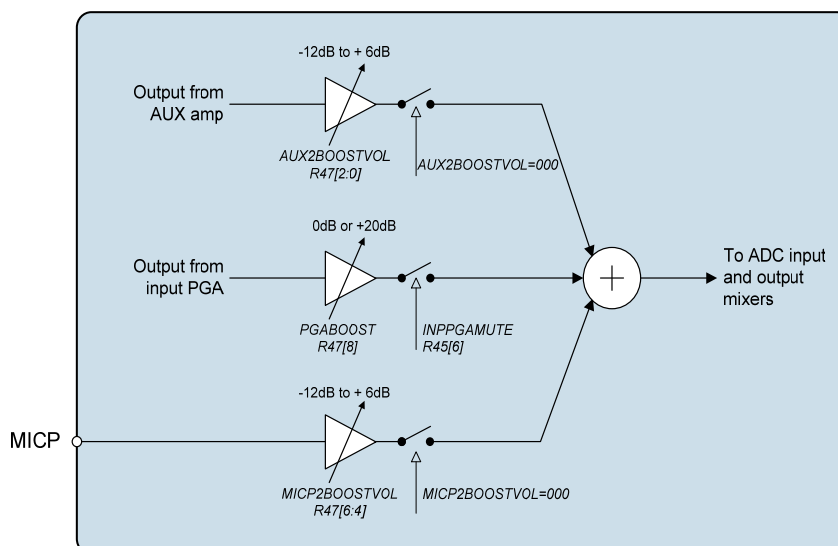 -12dB to + 6dB
Output from
AUX amp
AUX2BOOSTVOL
R47[2:0]
AUX2BOOSTVOL=000
0dB or +20dB
Output from
input PGA
PGABOOST
R47[8]
INPPGAMUTE
R45[6]
To ADC input
and output
mixers
-12dB to + 6dB
MICP
MICP2BOOSTVOL
R47[6:4]
MICP2BOOSTVOL=000